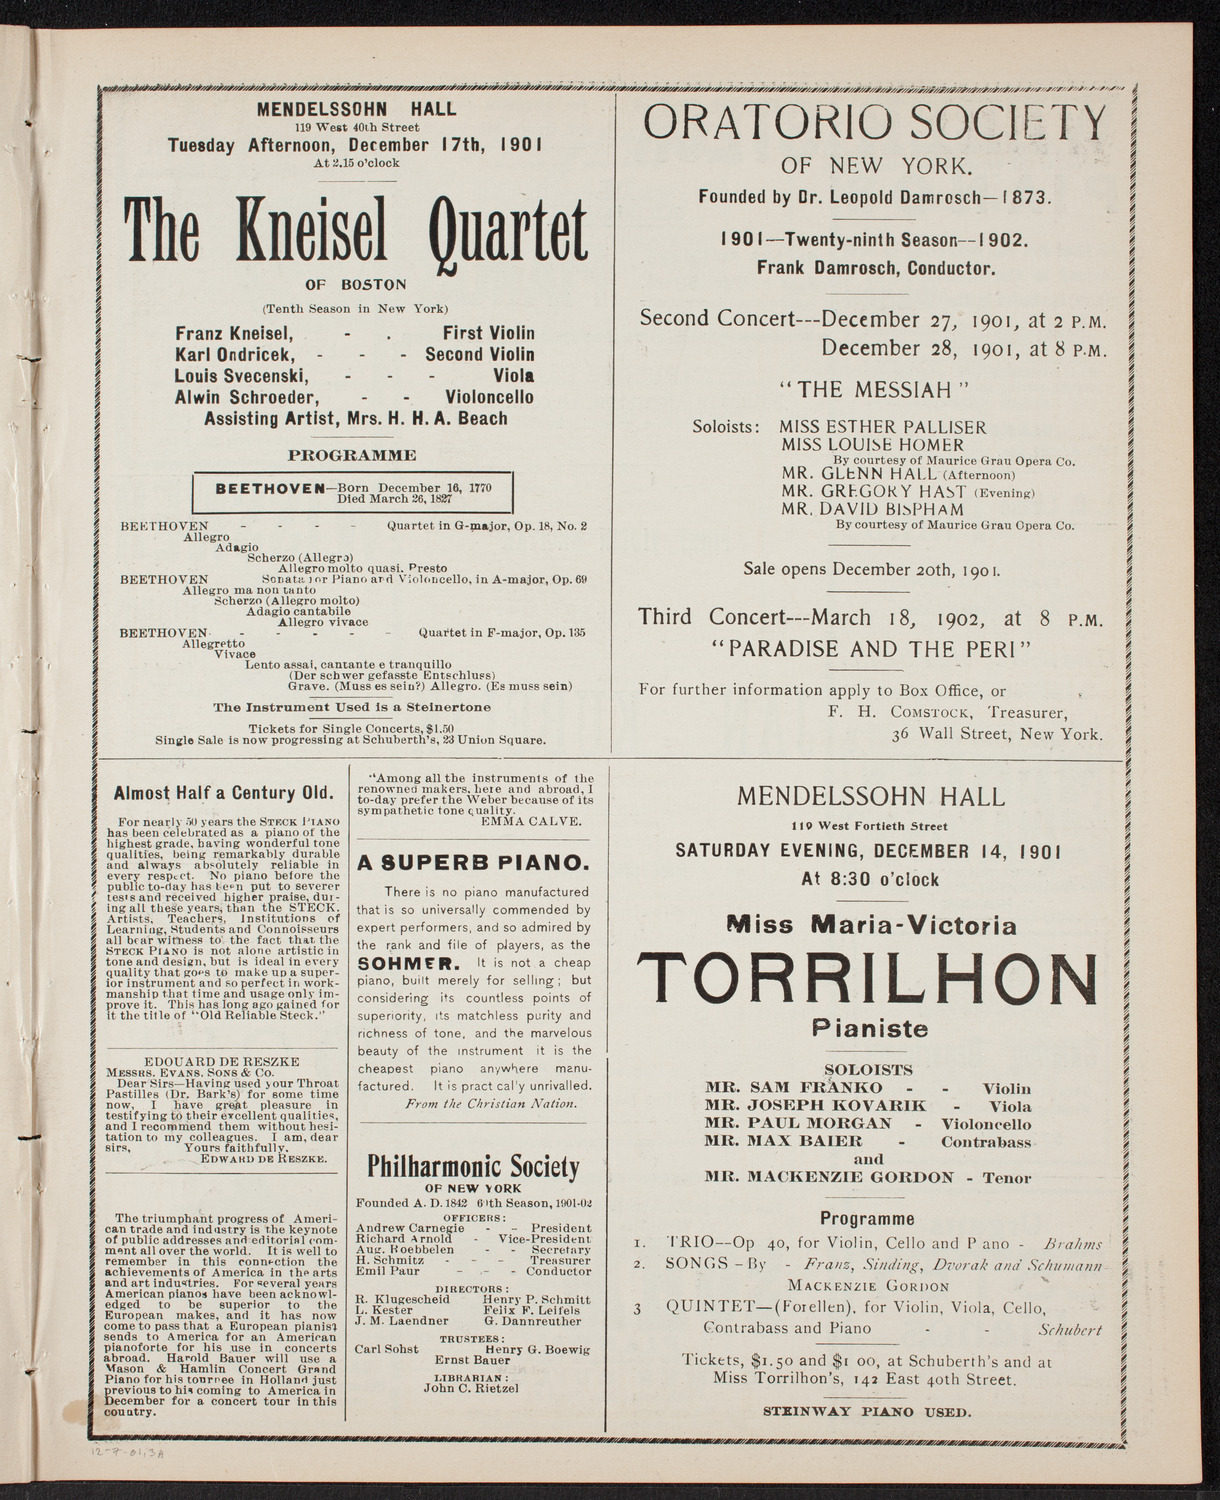 MENDELSSOHN HALL
119 West 40th Street
Tuesday Afternoon, December 17th, 1901
At 2.15 o'clock
The Kneisel Quartet
OF BOSTON
(Tenth Season in New York)
Franz Kneisel, - . First Violin
Karl Ondricek, - - - Second Violin
Louis Svecenski, - - - Viola
Alwin Schroeder, - - Violoncello
Assisting Artist, Mrs. H. H. A. Beach
PROGRAMME
BEETHOVEN—Born December 16, 1770
Died March 26, 1827
BEETHOVEN - - - - Quartet in G-major, Op. 18, No. 2
Allegro
Adagio
Scherzo (Allegro)
Allegro molto quasi, Presto
BEETHOVEN Sonata for Piano and Violoncello, in A-major, Op. 69
Allegro ma non tanto
Scherzo (Allegro molto)
Adagio cantabile
Allegro vivace
BEETHOVEN - - - - - Quartet in F-major, Op. 135
Allegretto
Vivace
Lento assai, cantante e tranquillo
(Der schwer gefasste Entschluss)
Grave. (Muss es sein?) Allegro. (Es muss sein)
The Instrument Used is a Steinertone
Tickets for Single Concerts, $1.50
Single Sale is now progressing at Schuberth's, 23 Union Square.
ORATORIO SOCIETY
OF NEW YORK.
Founded by Dr. Leopold Damrosch—1873.
1901—Twenty-ninth Season--1902.
Frank Damrosch, Conductor.
Second Concert---December 27, 1901, at 2 P.M.
December 28, 1901, at 8 P.M.
"THE MESSIAH"
Soloists: MISS ESTHER PALLISER
MISS LOUISE HOMER
By courtesy of Maurice Grau Opera Co.
MR. GLENN HALL (Afternoon)
MR. GREGORY HAST (Evening)
MR. DAVID BISPHAM
By courtesy of Maurice Grau Opera Co.
Sale opens December 20th, 1901.
Third Concert---March 18, 1902, at 8 P.M.
"PARADISE AND THE PERI"
For further information apply to Box Office, or
F. H. COMSTOCK, Treasurer,
36 Wall Street, New York.
Almost Half a Century Old.
For nearly 50 years the STECK PIANO
has been celebrated as a piano of the
highest grade, having wonderful tone
qualities, being remarkably durable
and always absolutely reliable in
every respect. No piano before the
public to-day has been put to severer
tests and received higher praise, dur-
ing all these years, than the STECK.
Artists, Teachers, Institutions of
Learning, Students and Connoisseurs
all bear witness to the fact that the
STECK PIANO is not alone artistic in
tone and design, but is ideal in every
quality that goes to make up a super-
ior instrument and so perfect in work-
manship that time and usage only im-
prove it. This has long ago gained for
it the title of "Old Reliable Steck."
EDOUARD DE RESZKE
MESSRS. EVANS, SONS & CO.
Dear Sirs—Having used your Throat
Pastilles (Dr. Bark's) for some time
now, I have great pleasure in
testifying to their excellent qualities,
and I recommend them without hesi-
tation to my colleagues. I am, dear
sirs, Yours faithfully,
EDWARD DE RESZKE.
The triumphant progress of Ameri-
can trade and industry is the keynote
of public addresses and editorial com-
ment all over the world. It is well to
remember in this connection the
achievements of America in the arts
and art industries. For several years
American pianos have been acknowl-
edged to be superior to the
European makes, and it has now
come to pass that a European pianist
sends to America for an American
pianoforte for his use in concerts
abroad. Harold Bauer will use a
Mason & Hamlin Concert Grand
Piano for his tournee in Holland just
previous to his coming to America in
December for a concert tour in this
country.
"Among all the instruments of the
renowned makers, here and abroad, I
to-day prefer the Weber because of its
sympathetic tone quality.
EMMA CALVE.
A SUPERB PIANO.
There is no piano manufactured
that is so universally commended by
expert performers, and so admired by
the rank and file of players, as the
SOHMER. It is not a cheap
piano, built merely for selling; but
considering its countless points of
superiority, its matchless purity and
richness of tone, and the marvelous
beauty of the instrument it is the
cheapest piano anywhere manu-
factured. It is pract cal'y unrivalled.
From the Christian Nation.
Philharmonic Society
OF NEW YORK
Founded A. D. 1842 60th Season, 1901-02
OFFICERS:
Andrew Carnegie - - President
Richard Arnold - Vice-President
Aug. Roebbelen - - Secretary
H. Schmitz - - - Treasurer
Emil Paur - - - Conductor
DIRECTORS:
R. Klugescheid Henry P. Schmitt
L. Kester Felix F. Leifels
J. M. Laendner G. Dannreuther
TRUSTEES:
Carl Sohst Henry G. Boewig
Ernst Bauer
LIBRARIAN:
John C. Rietzel
MENDELSSOHN HALL
119 West Fortieth Street
SATURDAY EVENING, DECEMBER 14, 1901
At 8:30 o'clock
Miss Maria-Victoria
TORRILHON
Pianiste
SOLOISTS
MR. SAM FRANKO - - Violin
MR. JOSEPH KOVARIK - Viola
MR. PAUL MORGAN - Violoncello
MR. MAX BAIER - Contrabass
and
MR. MACKENZIE GORDON - Tenor
Programme
1. TRIO--Op 40, for Violin, Cello and P ano - Brahms
2. SONGS - By - Franz, Sinding, Dvorak and Schumann
MACKENZIE GORDON
3 QUINTET—(Forellen), for Violin, Viola, Cello,
Contrabass and Piano - - Schubert
Tickets, $1.50 and $1 00, at Schuberth's and at
Miss Torrilhon's, 142 East 40th Street.
STEINWAY PIANO USED.
12-7-01,3A